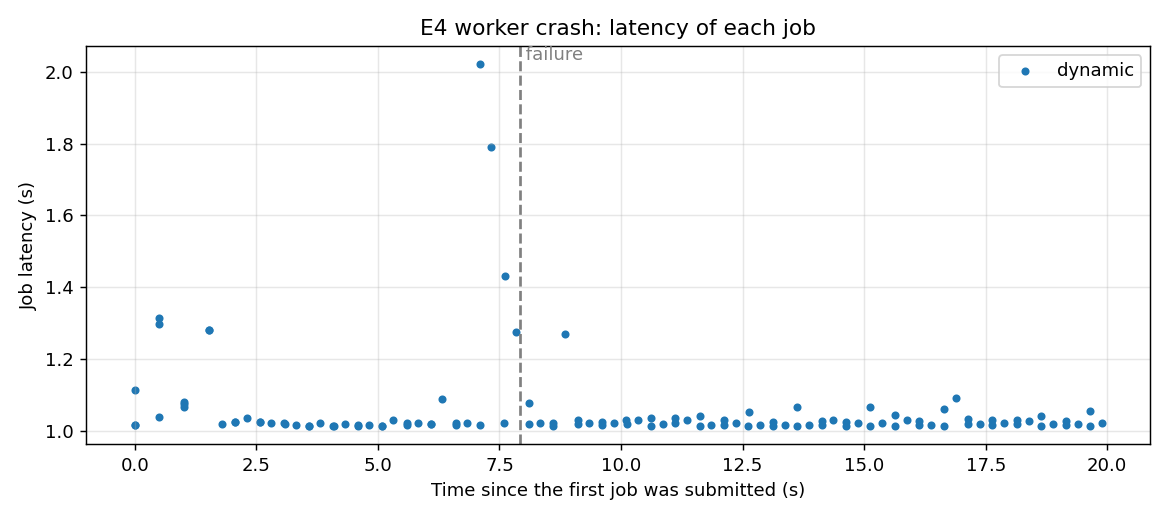 E4 worker crash: latency of each job
failure
dynamic
2.0
1.8
1.6
1.4
1.2
1.0
Job latency (s)
0.0 2.5 5.0 7.5 10.0 12.5 15.0 17.5 20.0
Time since the first job was submitted (s)